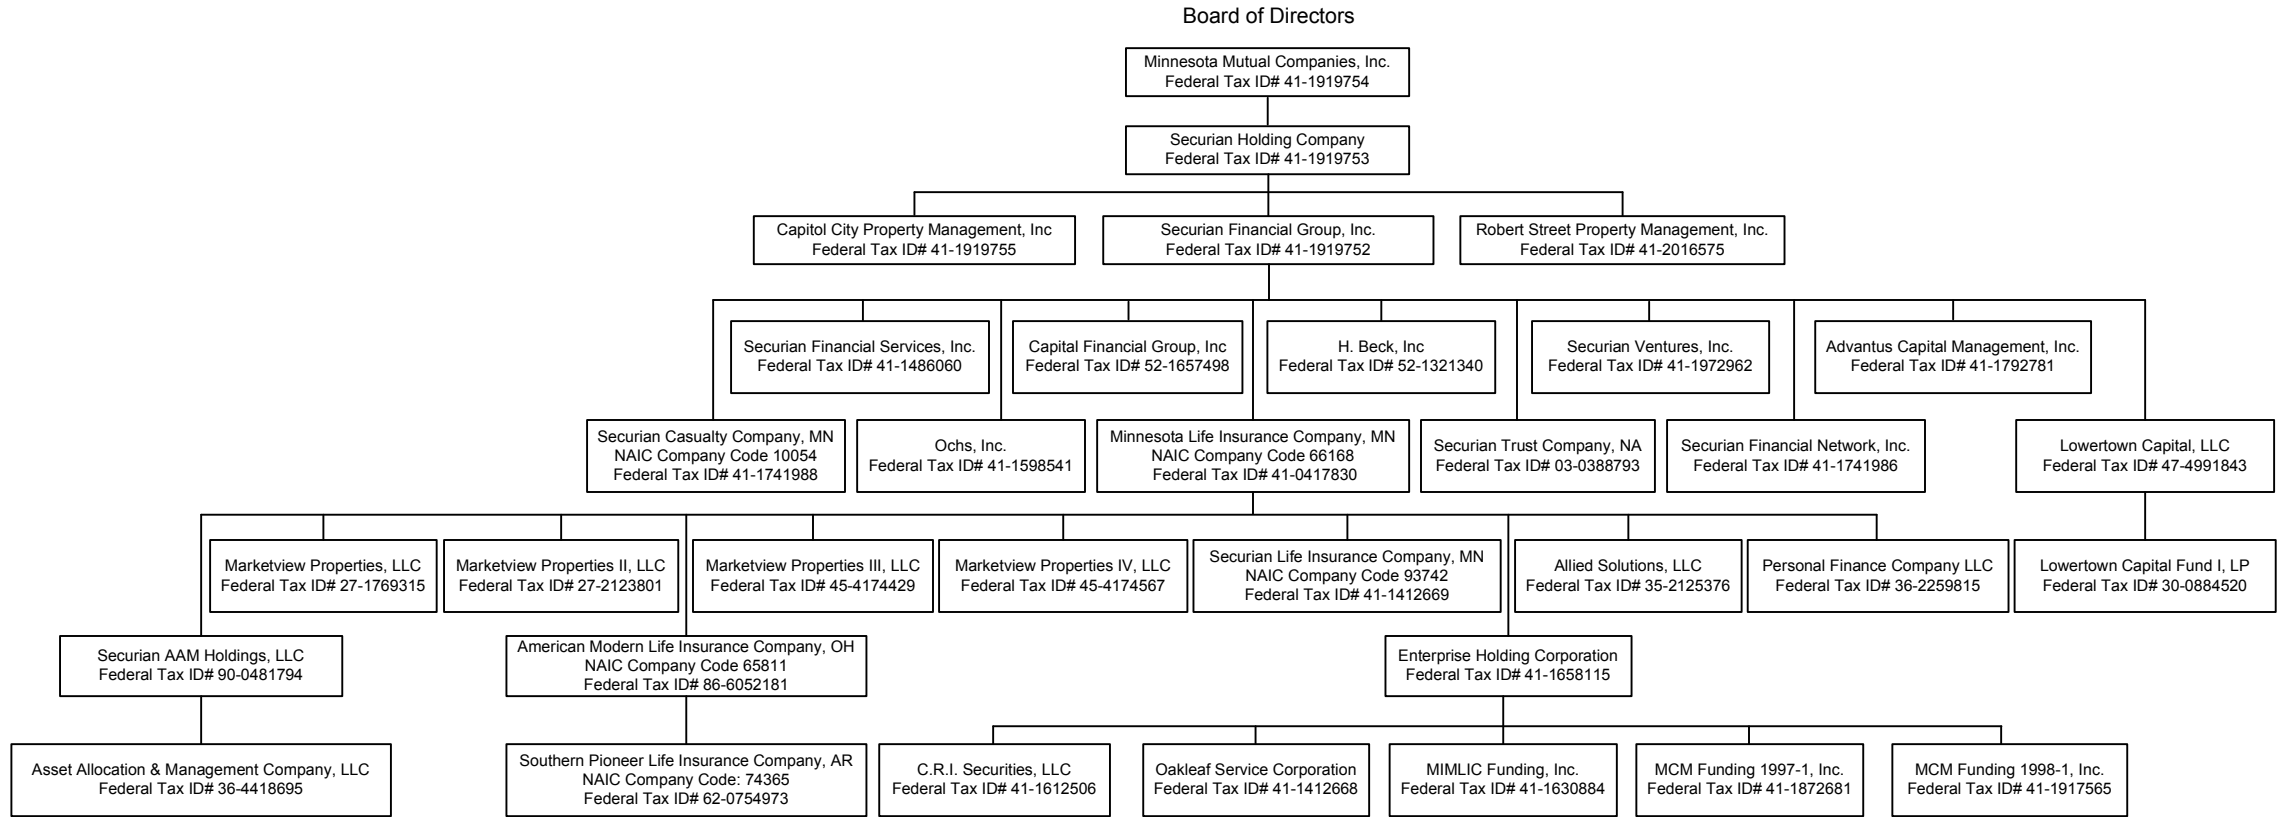 Board of Directors
Minnesota Mutual Companies, Inc.
Federal Tax ID# 41-1919754
Securian Holding Company
Federal Tax ID# 41-1919753
Capitol City Property Management, Inc
Federal Tax ID# 41-1919755
Securian Financial Group, Inc.
Federal Tax ID# 41-1919752
Robert Street Property Management, Inc.
Federal Tax ID# 41-2016575
Securian Financial Services, Inc.
Federal Tax ID# 41-1486060
Capital Financial Group, Inc
Federal Tax ID# 52-1657498
H. Beck, Inc
Federal Tax ID# 52-1321340
Securian Ventures, Inc.
Federal Tax ID# 41-1972962
Advantus Capital Management, Inc.
Federal Tax ID# 41-1792781
Securian Casualty Company, MN
NAIC Company Code 10054
Federal Tax ID# 41-1741988
Ochs, Inc.
Federal Tax ID# 41-1598541
Minnesota Life Insurance Company, MN
NAIC Company Code 66168
Federal Tax ID# 41-0417830
Securian Trust Company, NA
Federal Tax ID# 03-0388793
Securian Financial Network, Inc.
Federal Tax ID# 41-1741986
Lowertown Capital, LLC
Federal Tax ID# 47-4991843
Marketview Properties, LLC
Federal Tax ID# 27-1769315
Marketview Properties II, LLC
Federal Tax ID# 27-2123801
Marketview Properties III, LLC
Federal Tax ID# 45-4174429
Marketview Properties IV, LLC
Federal Tax ID# 45-4174567
Securian Life Insurance Company, MN
NAIC Company Code 93742
Federal Tax ID# 41-1412669
Allied Solutions, LLC
Federal Tax ID# 35-2125376
Personal Finance Company LLC
Federal Tax ID# 36-2259815
Lowertown Capital Fund I, LP
Federal Tax ID# 30-0884520
Securian AAM Holdings, LLC
Federal Tax ID# 90-0481794
American Modern Life Insurance Company, OH
NAIC Company Code 65811
Federal Tax ID# 86-6052181
Enterprise Holding Corporation
Federal Tax ID# 41-1658115
Asset Allocation & Management Company, LLC
Federal Tax ID# 36-4418695
Southern Pioneer Life Insurance Company, AR
NAIC Company Code: 74365
Federal Tax ID# 62-0754973
C.R.I. Securities, LLC
Federal Tax ID# 41-1612506
Oakleaf Service Corporation
Federal Tax ID# 41-1412668
MIMLIC Funding, Inc.
Federal Tax ID# 41-1630884
MCM Funding 1997-1, Inc.
Federal Tax ID# 41-1872681
MCM Funding 1998-1, Inc.
Federal Tax ID# 41-1917565